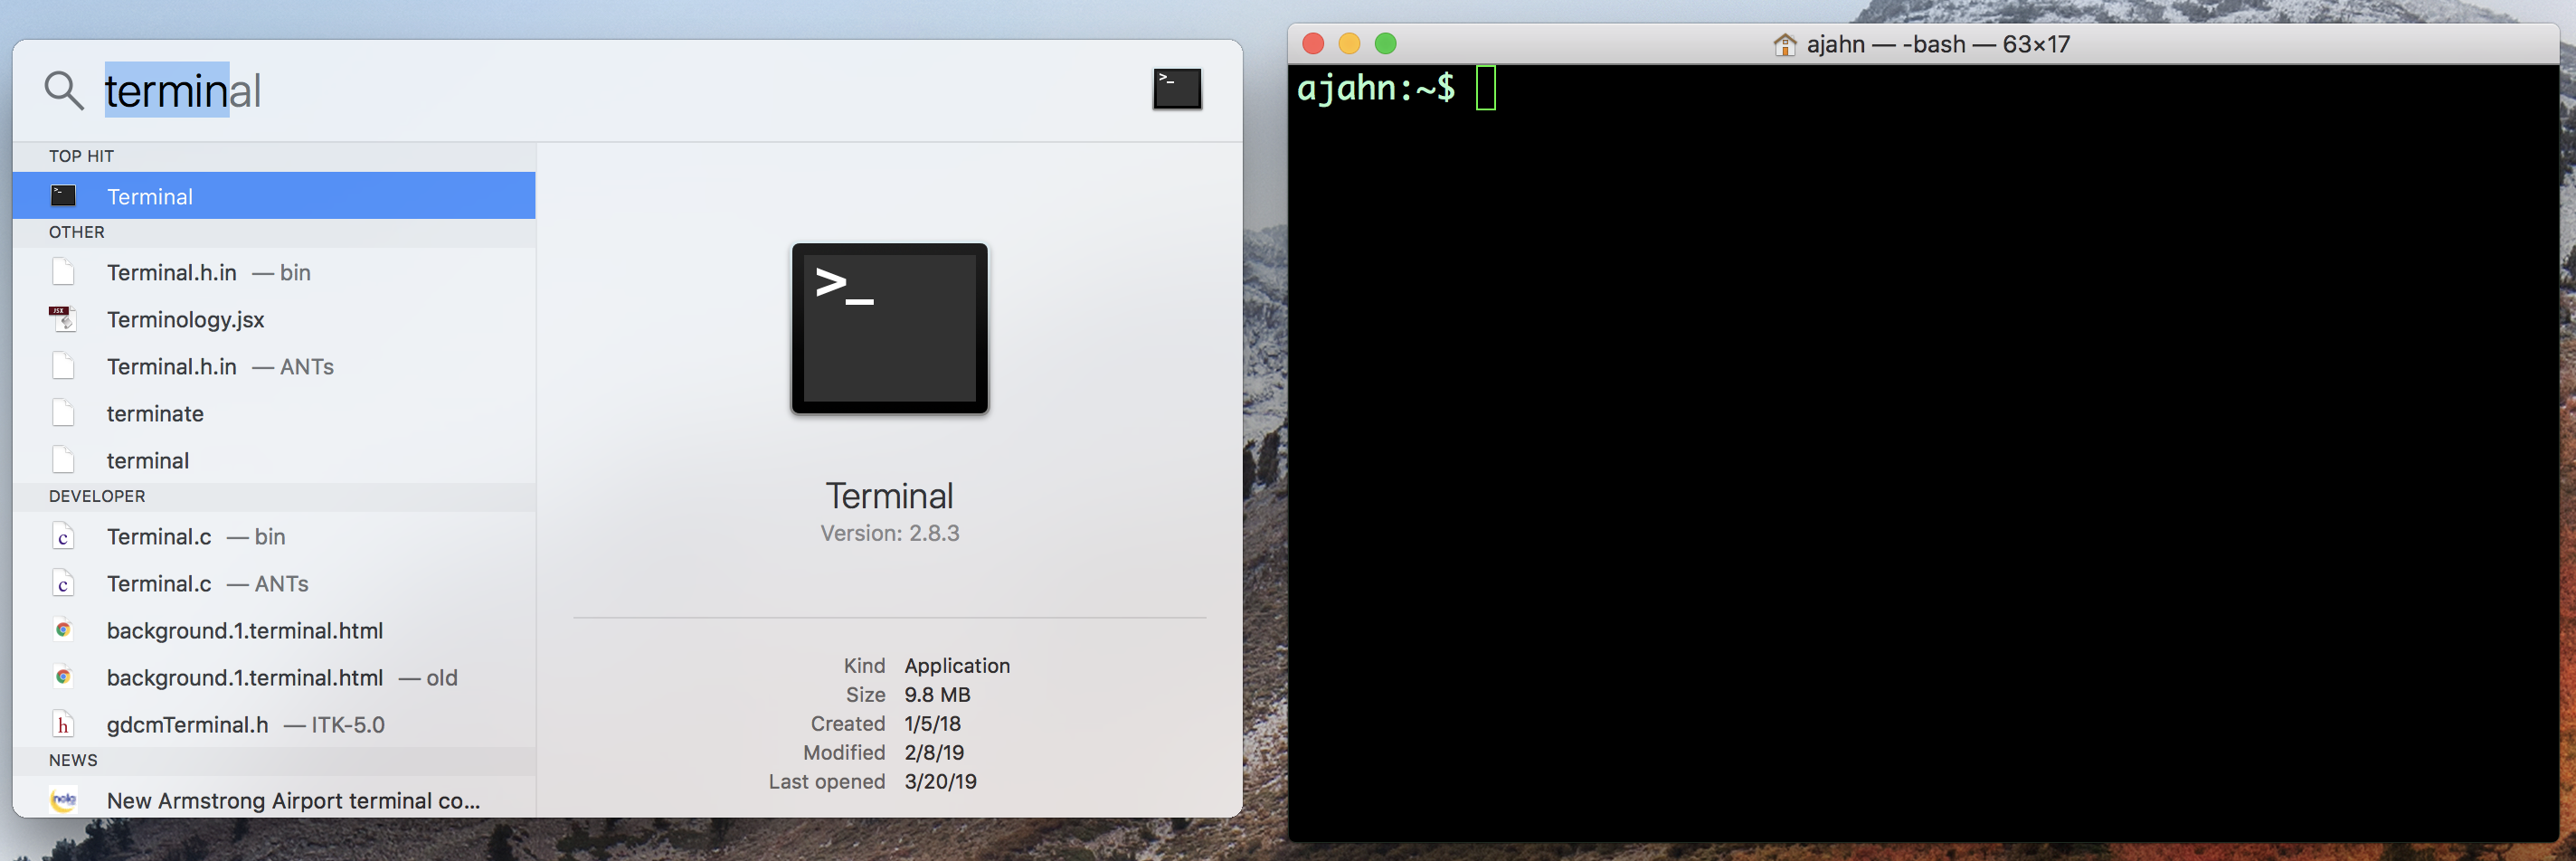 terminal
TOP HIT
Terminal
OTHER
Terminal.h.in — bin
Terminology.jsx
Terminal.h.in — ANTs
terminate
terminal
DEVELOPER
Terminal.c — bin
Terminal.c — ANTs
background.1.terminal.html
background.1.terminal.html — old
gdcmTerminal.h — ITK-5.0
NEWS
New Armstrong Airport terminal co...
>_
Terminal
Version: 2.8.3
Kind Application
Size 9.8 MB
Created 1/5/18
Modified 2/8/19
Last opened 3/20/19
ajahn — -bash — 63×17
ajahn:~$